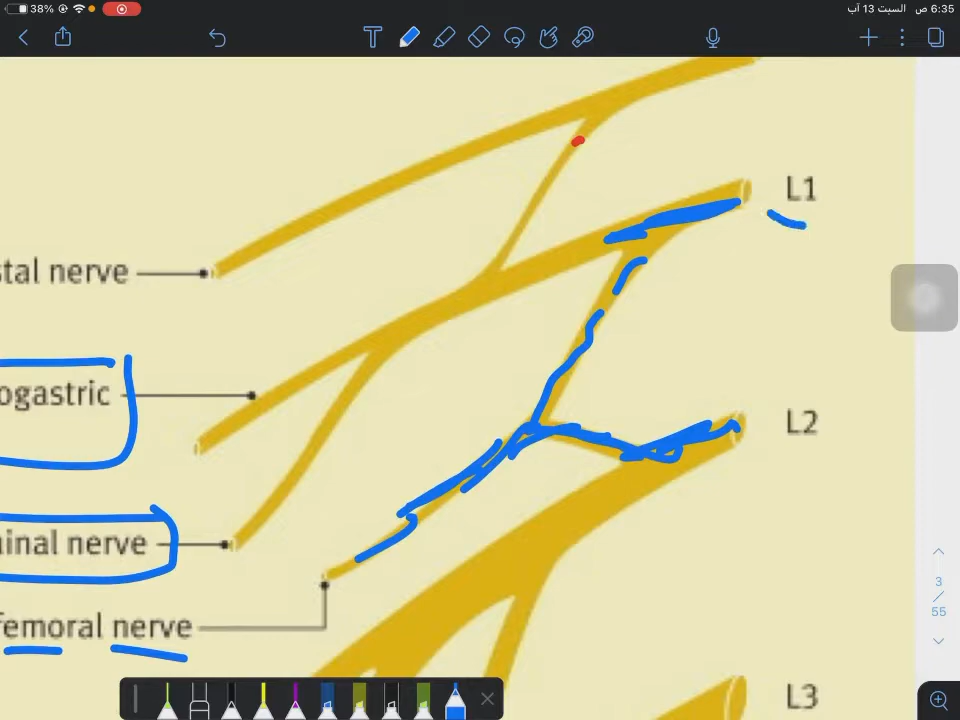 38%
6:35 ص السبت 13 آب
L1
stal nerve
ogastric
L2
inal nerve
femoral nerve
L3
3
/
55